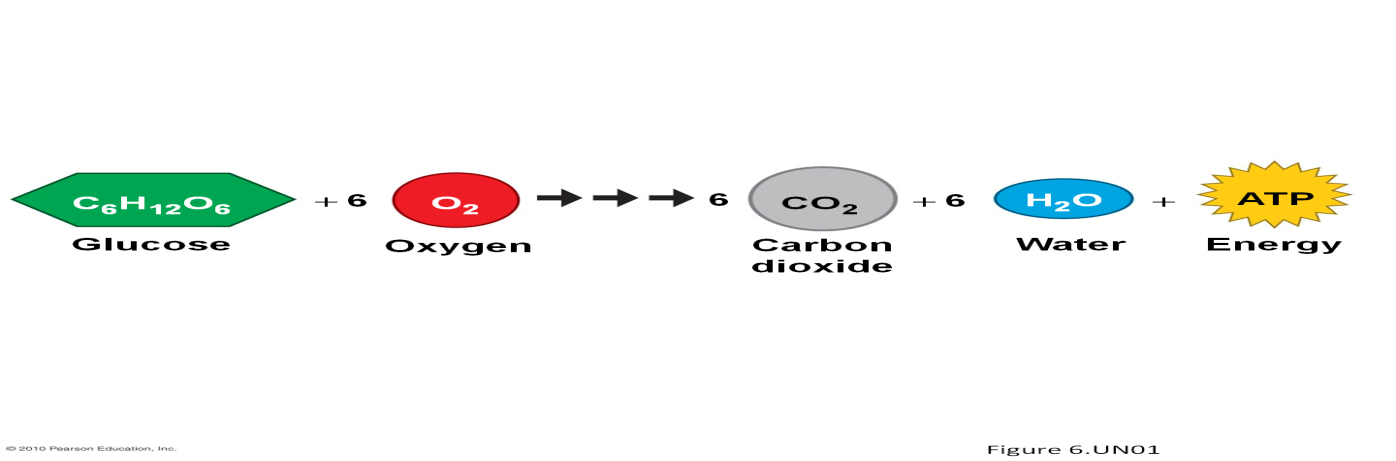 C₆H₁₂O₆ + 6 O₂ 6 CO₂ + 6 H₂O + ATP
Glucose Oxygen Carbon dioxide Water Energy
© 2010 Pearson Education, Inc.
Figure 6.UN01